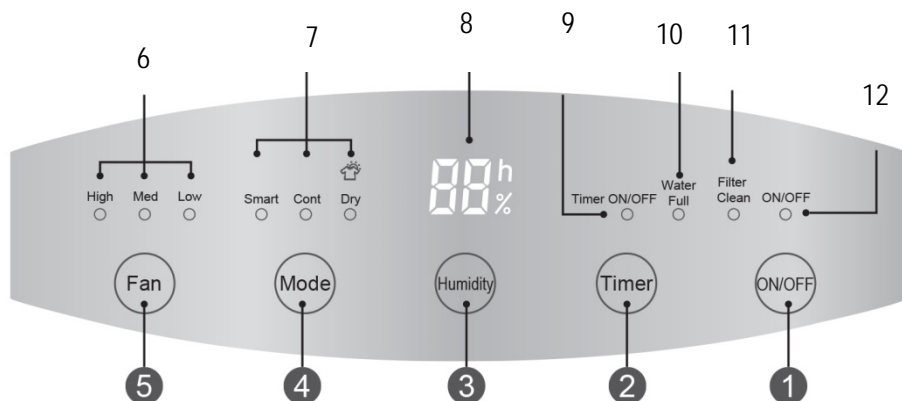 6
7
8
9
10
11
12
High
Med
Low
Smart
Cont
Dry
88 h
%
Timer ON/OFF
Water
Full
Filter
Clean
ON/OFF
Fan
Mode
Humidity
Timer
ON/OFF
5
4
3
2
1